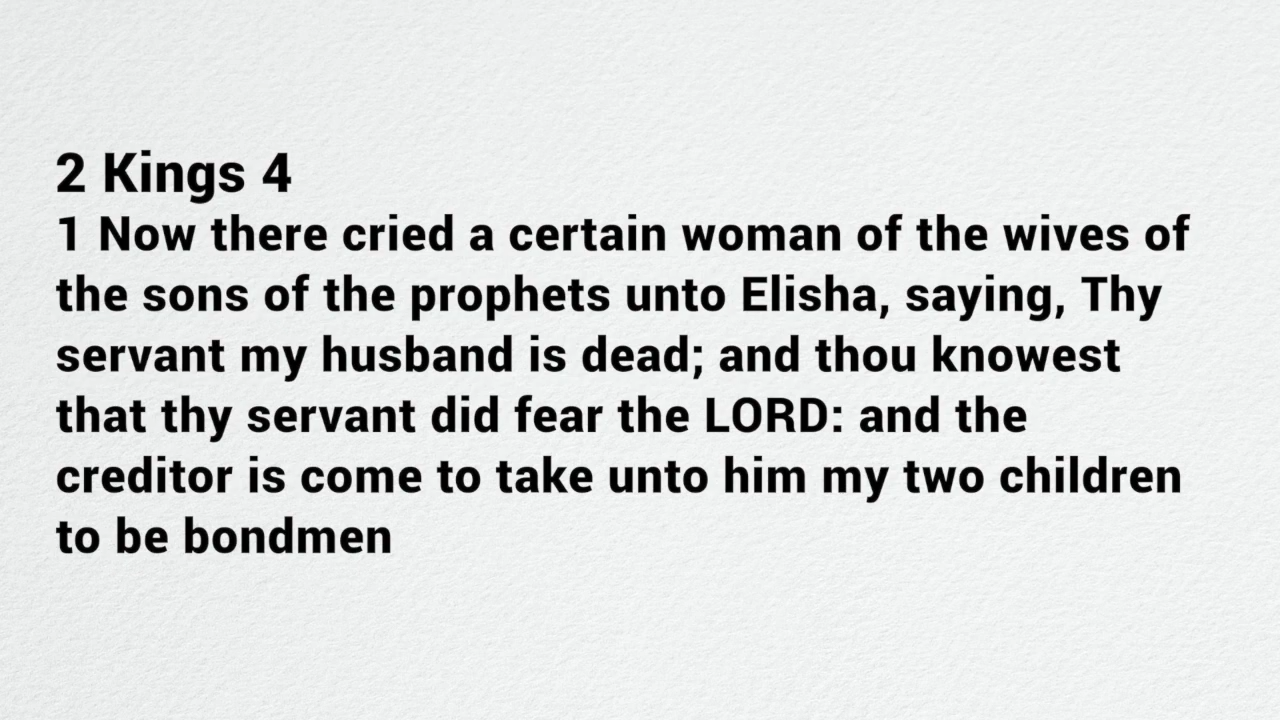 2 Kings 4
1 Now there cried a certain woman of the wives of
the sons of the prophets unto Elisha, saying, Thy
servant my husband is dead; and thou knowest
that thy servant did fear the LORD: and the
creditor is come to take unto him my two children
to be bondmen